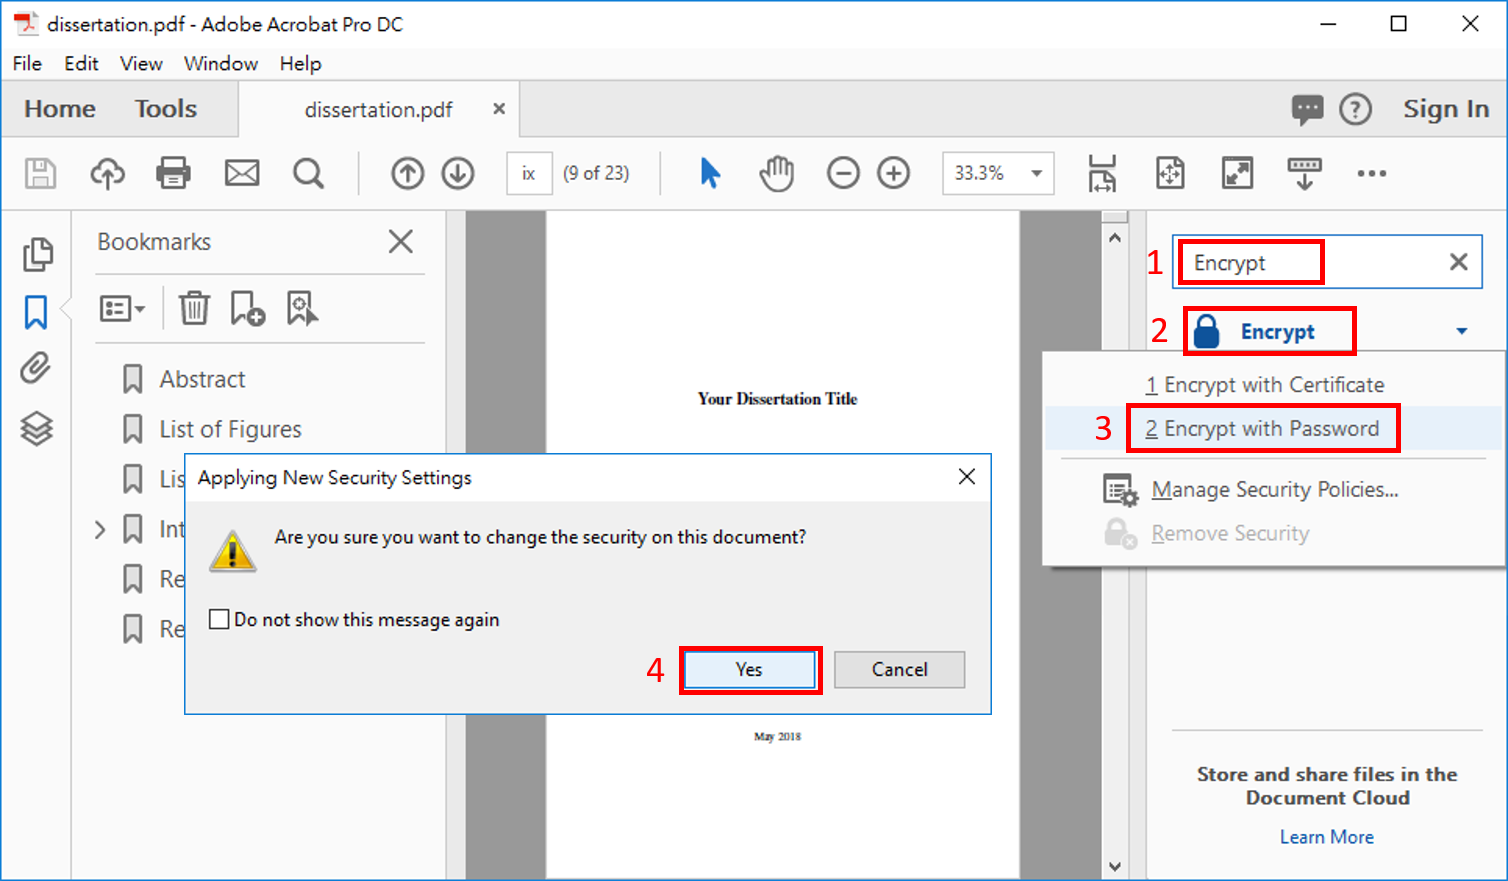 dissertation.pdf - Adobe Acrobat Pro DC
File Edit View Window Help
Home Tools dissertation.pdf × Sign In
ix (9 of 23) 33.3%
Bookmarks
Abstract
List of Figures
Lis
Int
Re
Re
Your Dissertation Title
May 2018
1 Encrypt
2 Encrypt
1 Encrypt with Certificate
3 2 Encrypt with Password
Manage Security Policies...
Remove Security
Applying New Security Settings
Are you sure you want to change the security on this document?
Do not show this message again
4 Yes Cancel
Store and share files in the
Document Cloud
Learn More